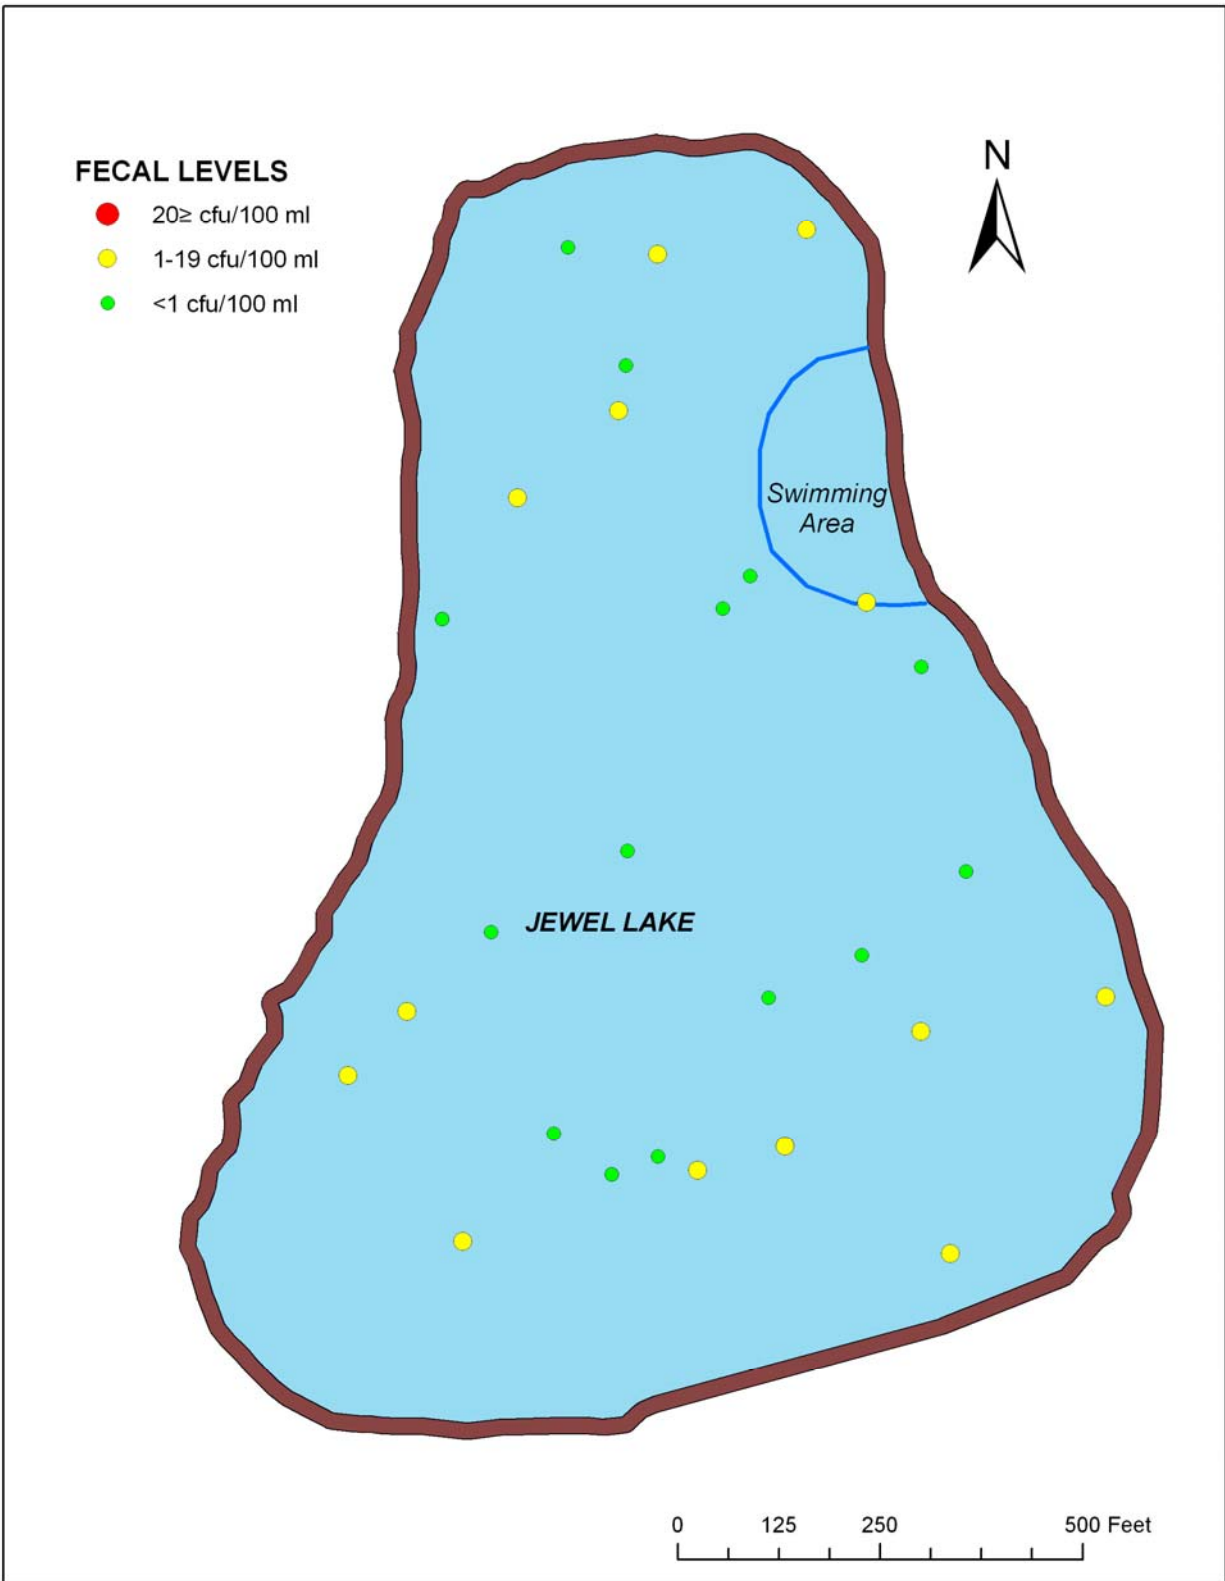 FECAL LEVELS
20≥ cfu/100 ml
1-19 cfu/100 ml
<1 cfu/100 ml
N
Swimming
Area
JEWEL LAKE
0 125 250 500 Feet